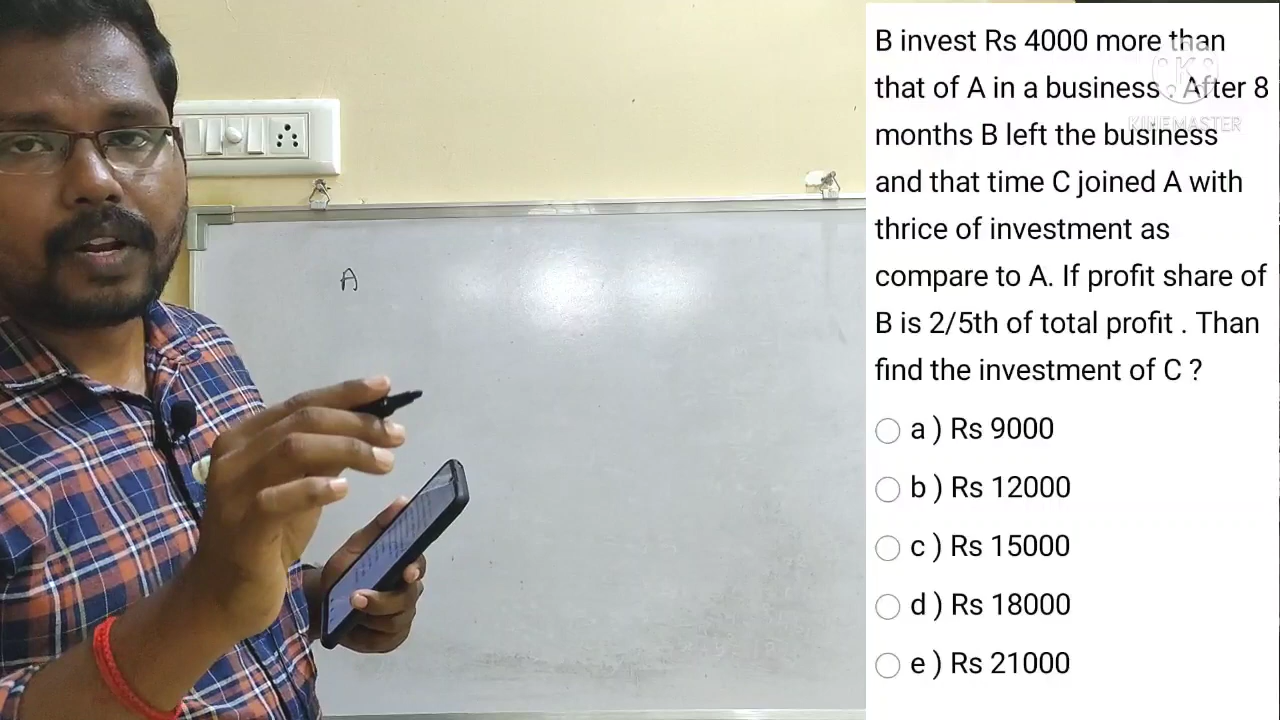 B invest Rs 4000 more than
that of A in a business . After 8
months B left the business
and that time C joined A with
thrice of investment as
compare to A. If profit share of
B is 2/5th of total profit . Than
find the investment of C ?
a ) Rs 9000
b ) Rs 12000
c ) Rs 15000
d ) Rs 18000
e ) Rs 21000
K
KINEMASTER
A